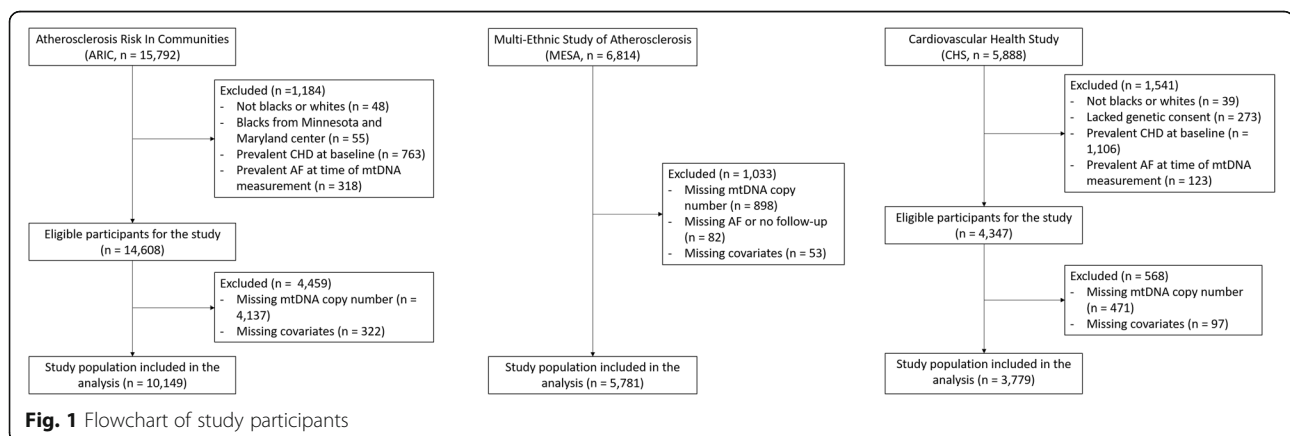 Atherosclerosis Risk In Communities
(ARIC, n = 15,792)
Excluded (n =1,184)
- Not blacks or whites (n = 48)
- Blacks from Minnesota and
Maryland center (n = 55)
- Prevalent CHD at baseline (n = 763)
- Prevalent AF at time of mtDNA
measurement (n = 318)
Eligible participants for the study
(n = 14,608)
Excluded (n = 4,459)
- Missing mtDNA copy number (n =
4,137)
- Missing covariates (n = 322)
Study population included in the
analysis (n = 10,149)
Multi-Ethnic Study of Atherosclerosis
(MESA, n = 6,814)
Excluded (n = 1,033)
- Missing mtDNA copy
number (n = 898)
- Missing AF or no follow-up
(n = 82)
- Missing covariates (n = 53)
Study population included in the
analysis (n = 5,781)
Cardiovascular Health Study
(CHS, n = 5,888)
Excluded (n = 1,541)
- Not blacks or whites (n = 39)
- Lacked genetic consent (n = 273)
- Prevalent CHD at baseline (n =
1,106)
- Prevalent AF at time of mtDNA
measurement (n = 123)
Eligible participants for the study
(n = 4,347)
Excluded (n = 568)
- Missing mtDNA copy number
(n = 471)
- Missing covariates (n = 97)
Study population included in the
analysis (n = 3,779)
Fig. 1 Flowchart of study participants